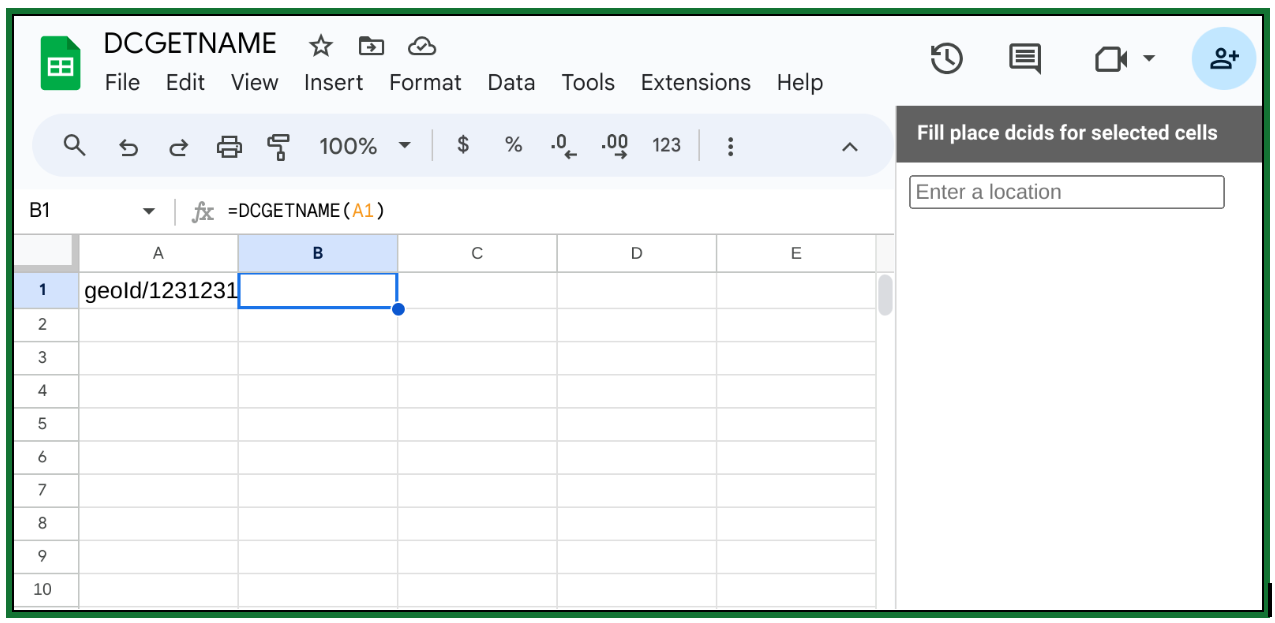 DCGETNAME
File Edit View Insert Format Data Tools Extensions Help
100% $ % .0 .00 123
Fill place dcids for selected cells
Enter a location
B1 fx =DCGETNAME(A1)
A B C D E
1 geoId/1231231
2
3
4
5
6
7
8
9
10